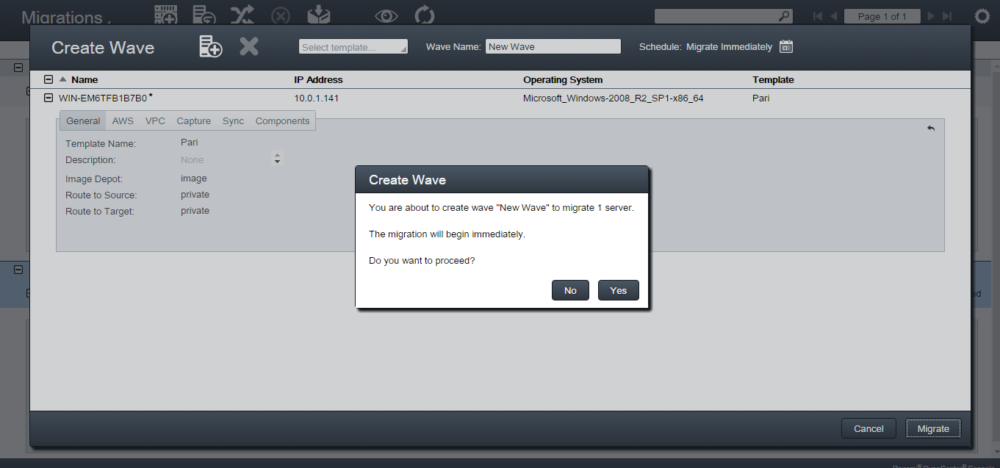 Migrations
Page 1 of 1
Create Wave
Select template...
Wave Name: New Wave
Schedule: Migrate Immediately
Name IP Address Operating System Template
WIN-EM6TFB1B7B0* 10.0.1.141 Microsoft_Windows-2008_R2_SP1-x86_64 Pari
General AWS VPC Capture Sync Components
Template Name: Pari
Description: None
Image Depot: image
Route to Source: private
Route to Target: private
Create Wave
You are about to create wave "New Wave" to migrate 1 server.
The migration will begin immediately.
Do you want to proceed?
No Yes
Cancel Migrate